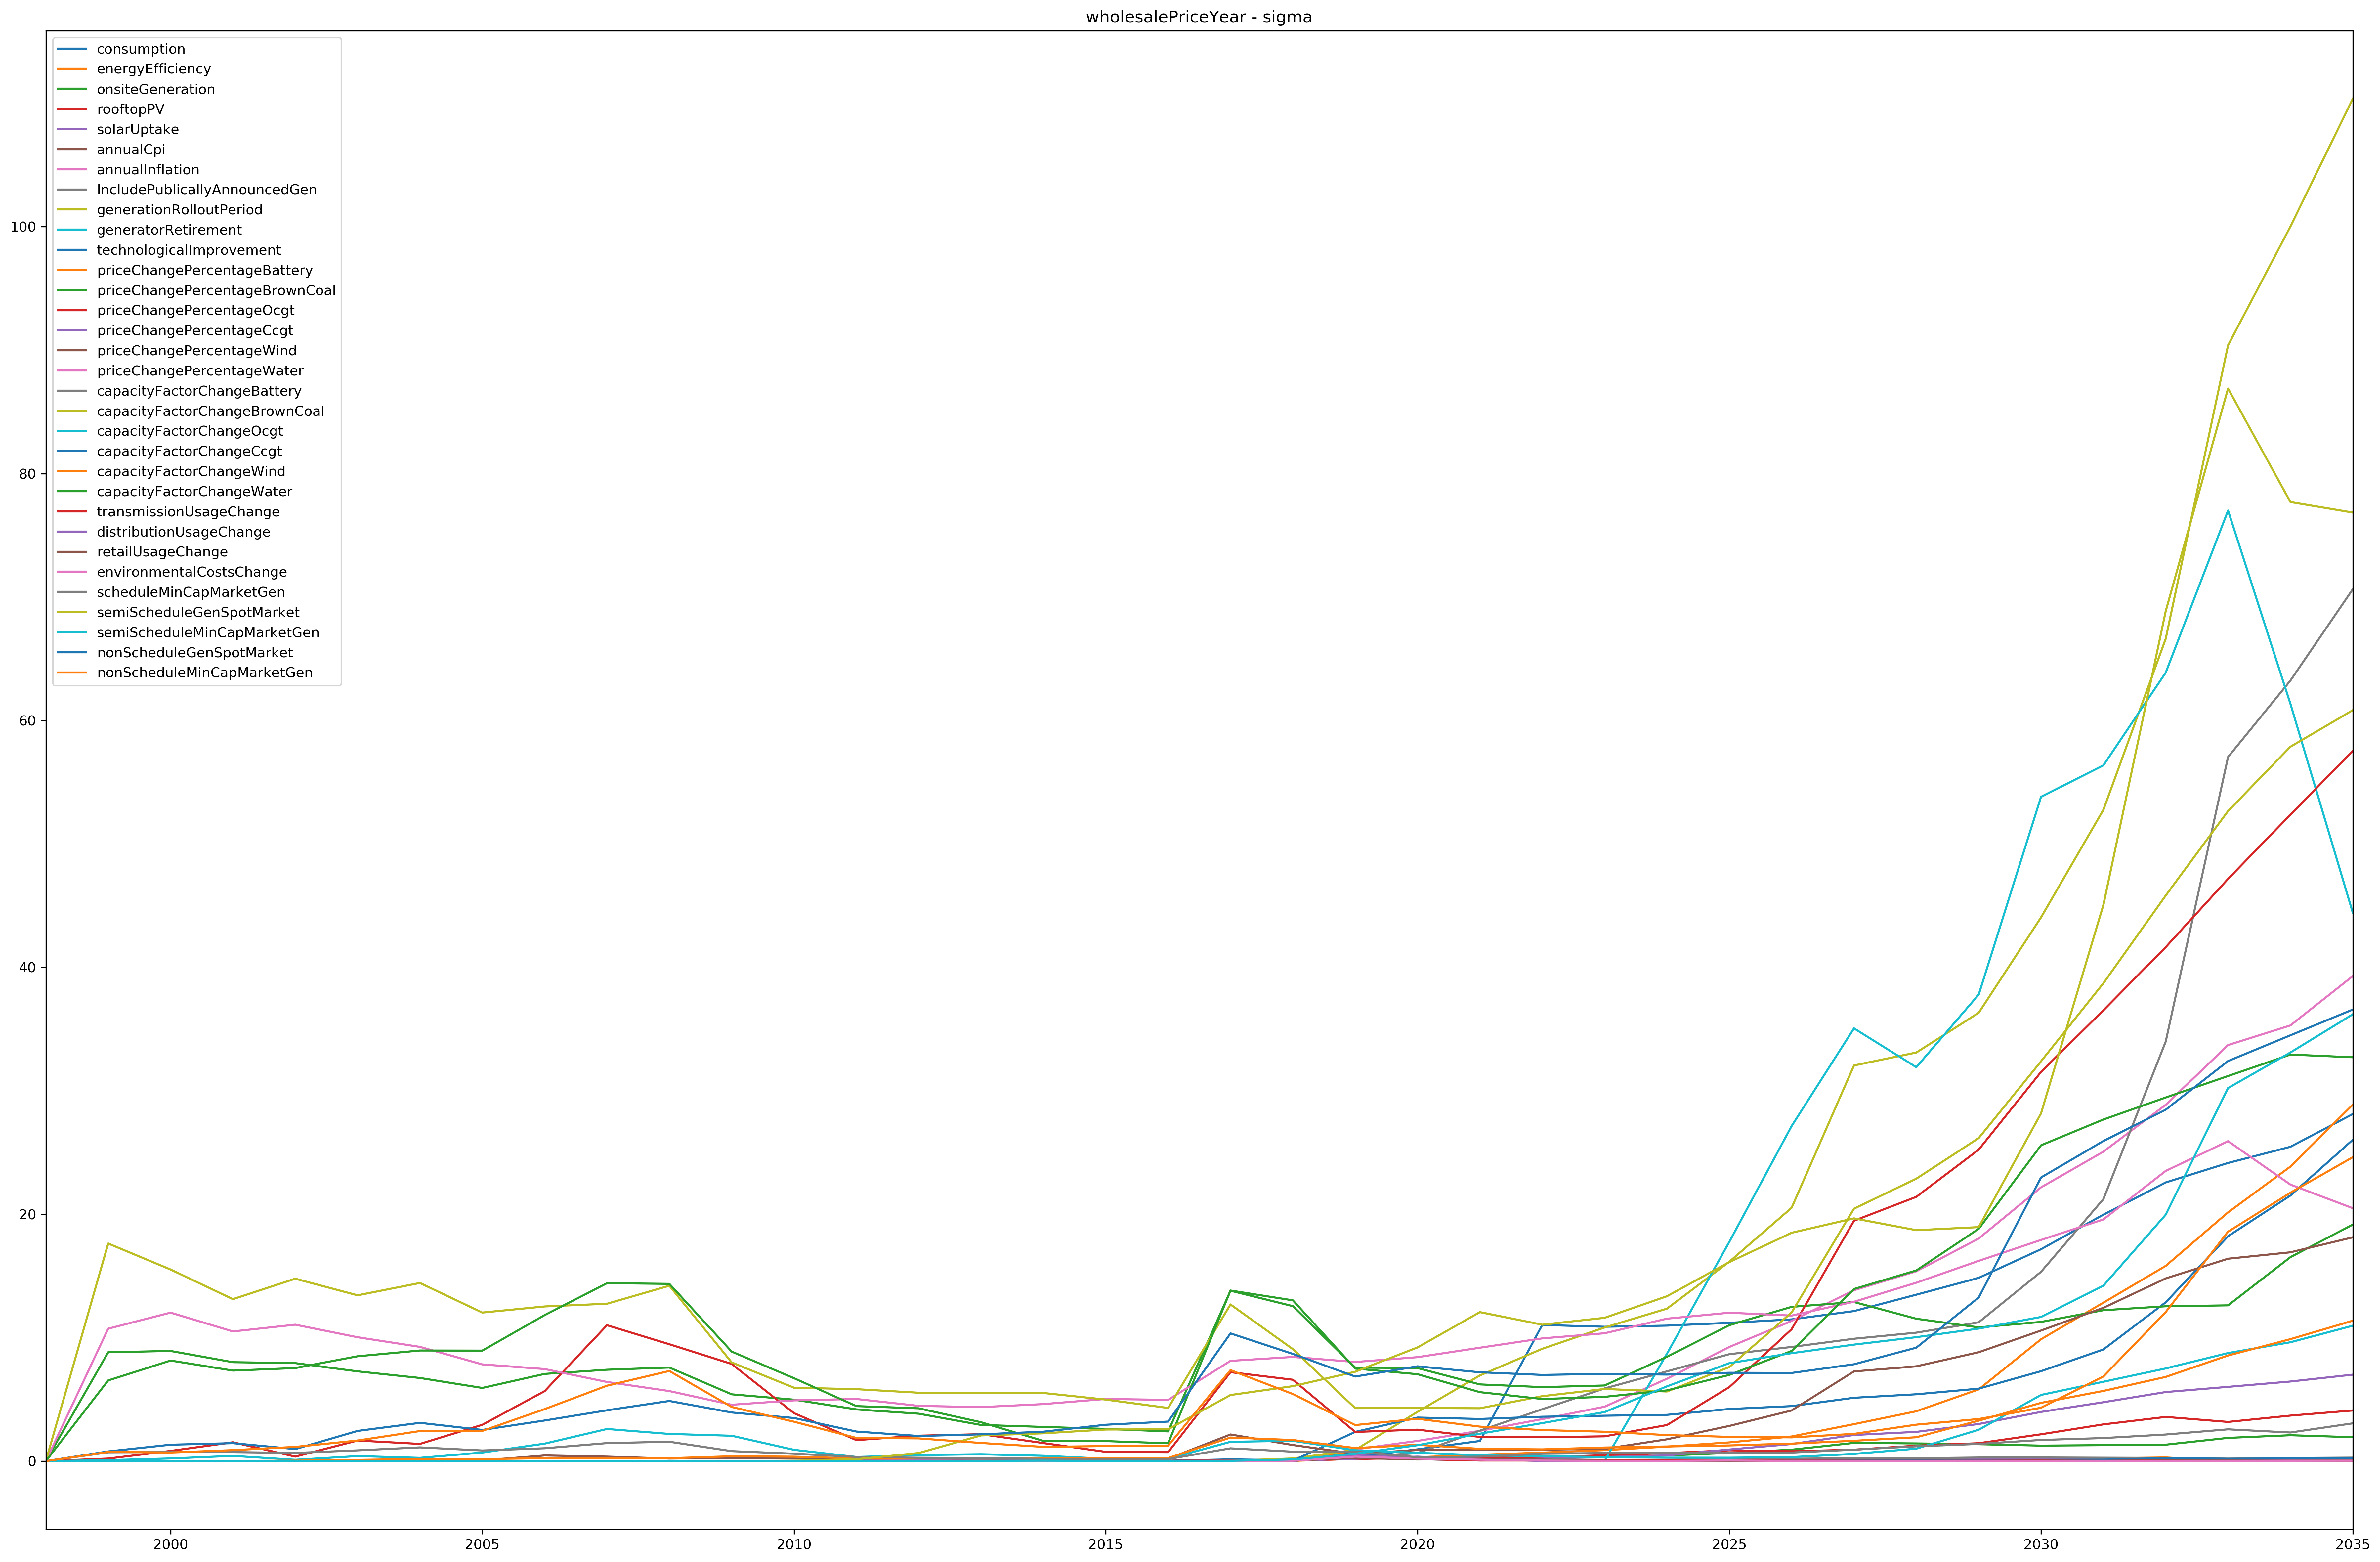 wholesalePriceYear - sigma
consumption
energyEfficiency
onsiteGeneration
rooftopPV
solarUptake
annualCpi
annualInflation
IncludePublicallyAnnouncedGen
generationRolloutPeriod
generatorRetirement
technologicalImprovement
priceChangePercentageBattery
priceChangePercentageBrownCoal
priceChangePercentageOcgt
priceChangePercentageCcgt
priceChangePercentageWind
priceChangePercentageWater
capacityFactorChangeBattery
capacityFactorChangeBrownCoal
capacityFactorChangeOcgt
capacityFactorChangeCcgt
capacityFactorChangeWind
capacityFactorChangeWater
transmissionUsageChange
distributionUsageChange
retailUsageChange
environmentalCostsChange
scheduleMinCapMarketGen
semiScheduleGenSpotMarket
semiScheduleMinCapMarketGen
nonScheduleGenSpotMarket
nonScheduleMinCapMarketGen
100
80
60
40
20
0
2000 2005 2010 2015 2020 2025 2030 2035